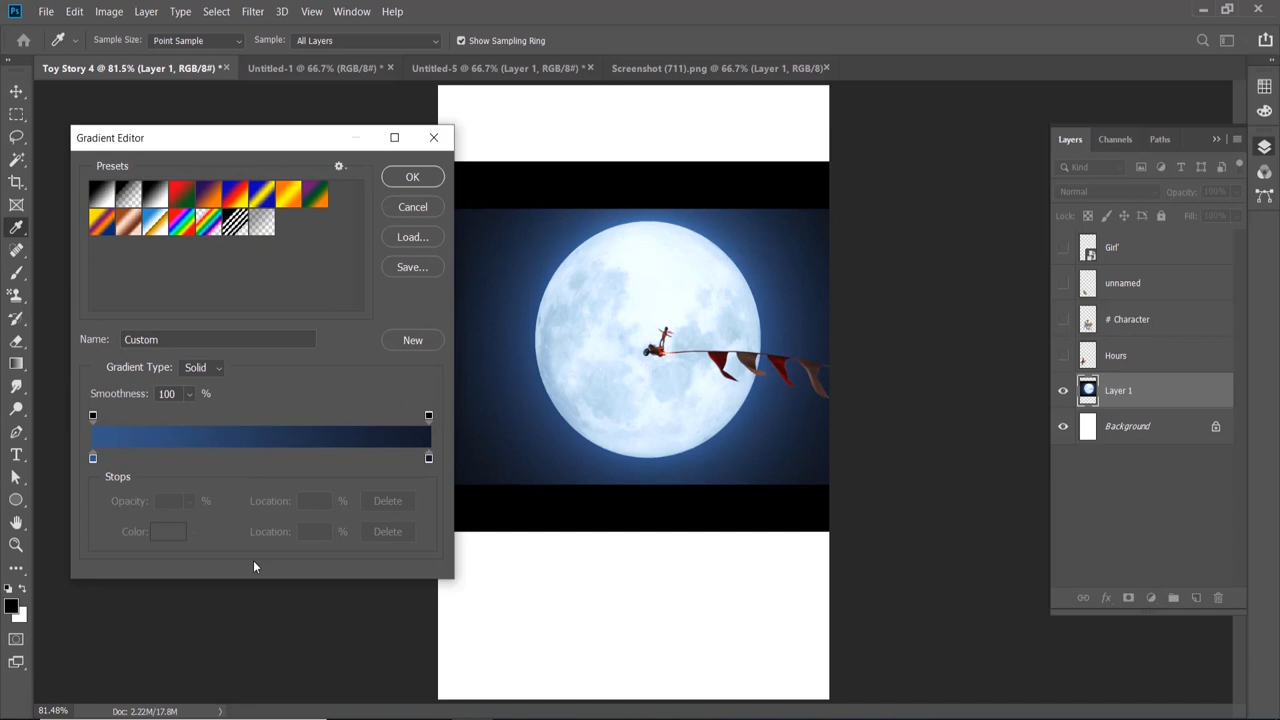 Ps File Edit Image Layer Type Select Filter 3D View Window Help
Sample Size: Point Sample Sample: All Layers Show Sampling Ring
Toy Story 4 @ 81.5% (Layer 1, RGB/8#) * Untitled-1 @ 66.7% (RGB/8#) * Untitled-5 @ 66.7% (Layer 1, RGB/8#) * Screenshot (711).png @ 66.7% (Layer 1, RGB/8)
Gradient Editor
Presets
OK
Cancel
Load...
Save...
Name: Custom
New
Gradient Type: Solid
Smoothness: 100 %
Stops
Opacity: % Location: % Delete
Color: Location: % Delete
Layers Channels Paths
Kind
Normal Opacity: 100%
Lock: Fill: 100%
Girl'
unnamed
# Character
Hours
Layer 1
Background
81.48% Doc: 2.22M/17.8M